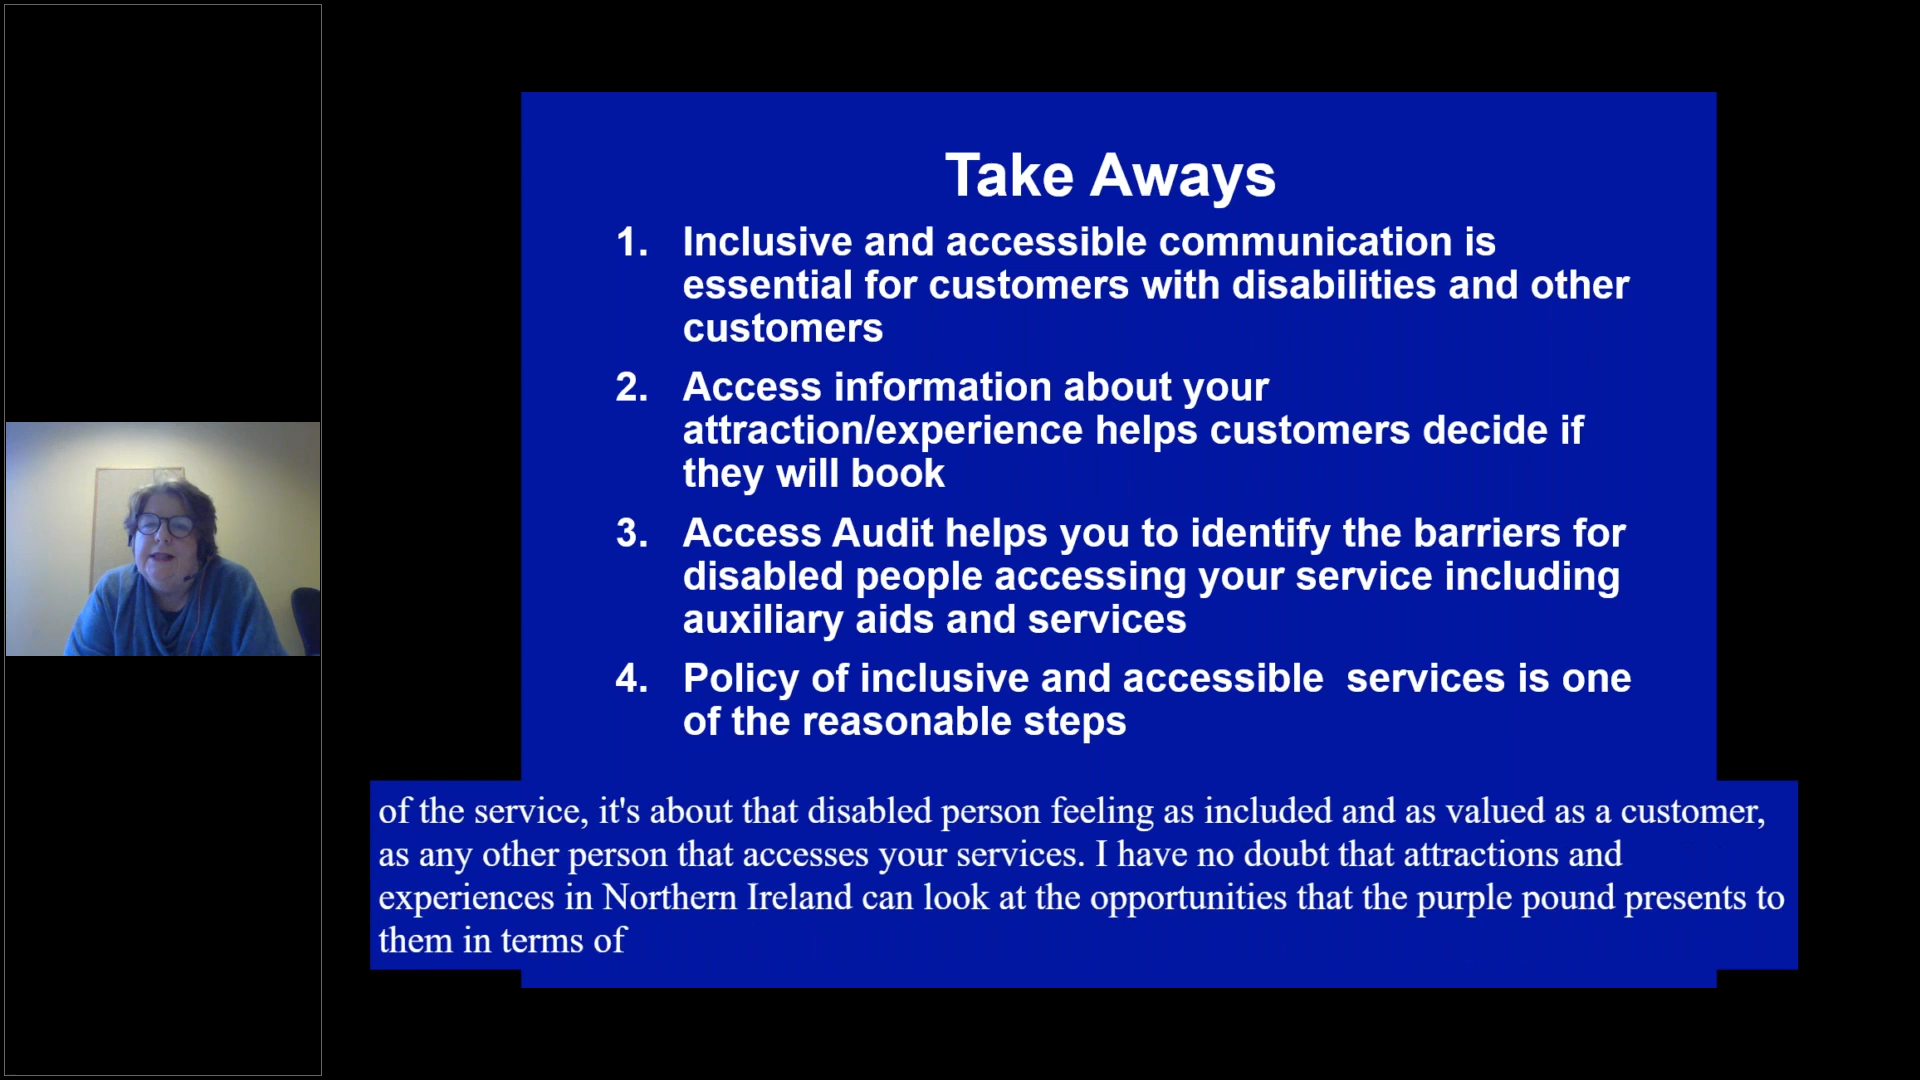 Take Aways
1. Inclusive and accessible communication is
essential for customers with disabilities and other
customers
2. Access information about your
attraction/experience helps customers decide if
they will book
3. Access Audit helps you to identify the barriers for
disabled people accessing your service including
auxiliary aids and services
4. Policy of inclusive and accessible  services is one
of the reasonable steps
of the service, it's about that disabled person feeling as included and as valued as a customer,
as any other person that accesses your services. I have no doubt that attractions and
experiences in Northern Ireland can look at the opportunities that the purple pound presents to
them in terms of